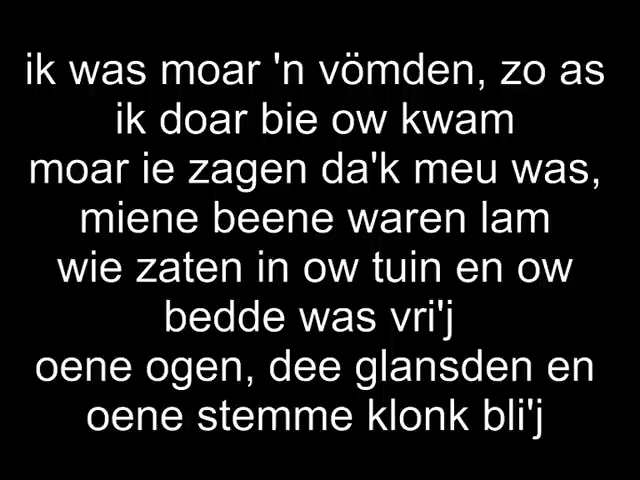 ik was moar 'n vömden, zo as
ik doar bie ow kwam
moar ie zagen da'k meu was,
miene beene waren lam
wie zaten in ow tuin en ow
bedde was vri'j
oene ogen, dee glansden en
oene stemme klonk bli'j